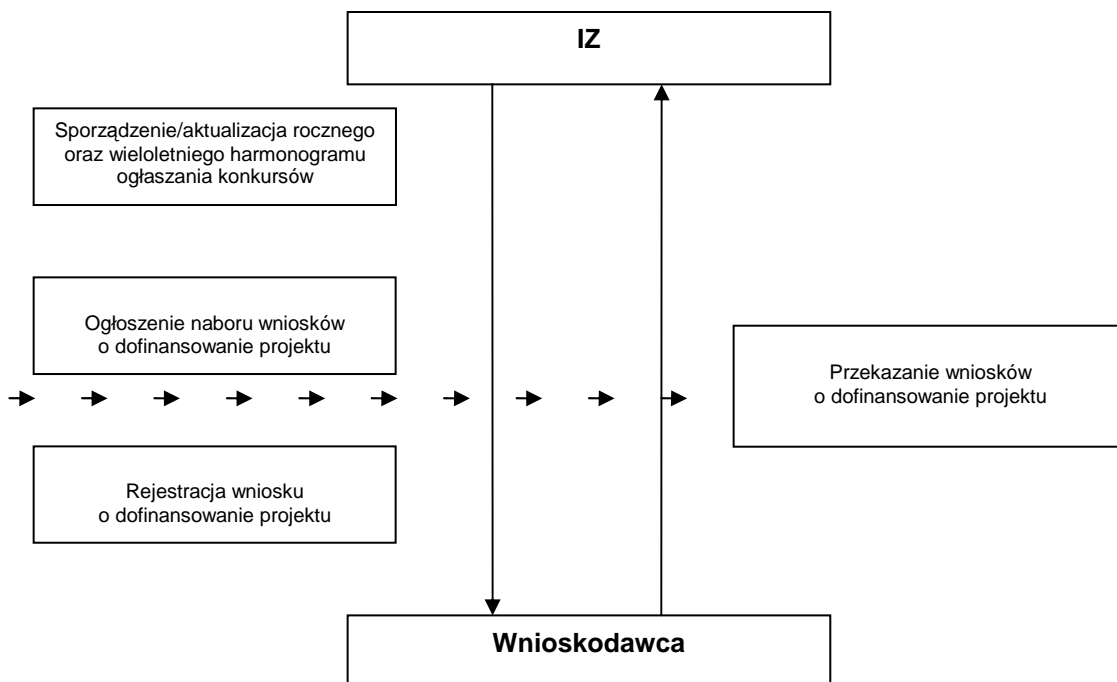 IZ
Sporządzenie/aktualizacja rocznego
oraz wieloletniego harmonogramu
ogłaszania konkursów
Ogłoszenie naboru wniosków
o dofinansowanie projektu
Przekazanie wniosków
o dofinansowanie projektu
Rejestracja wniosku
o dofinansowanie projektu
Wnioskodawca